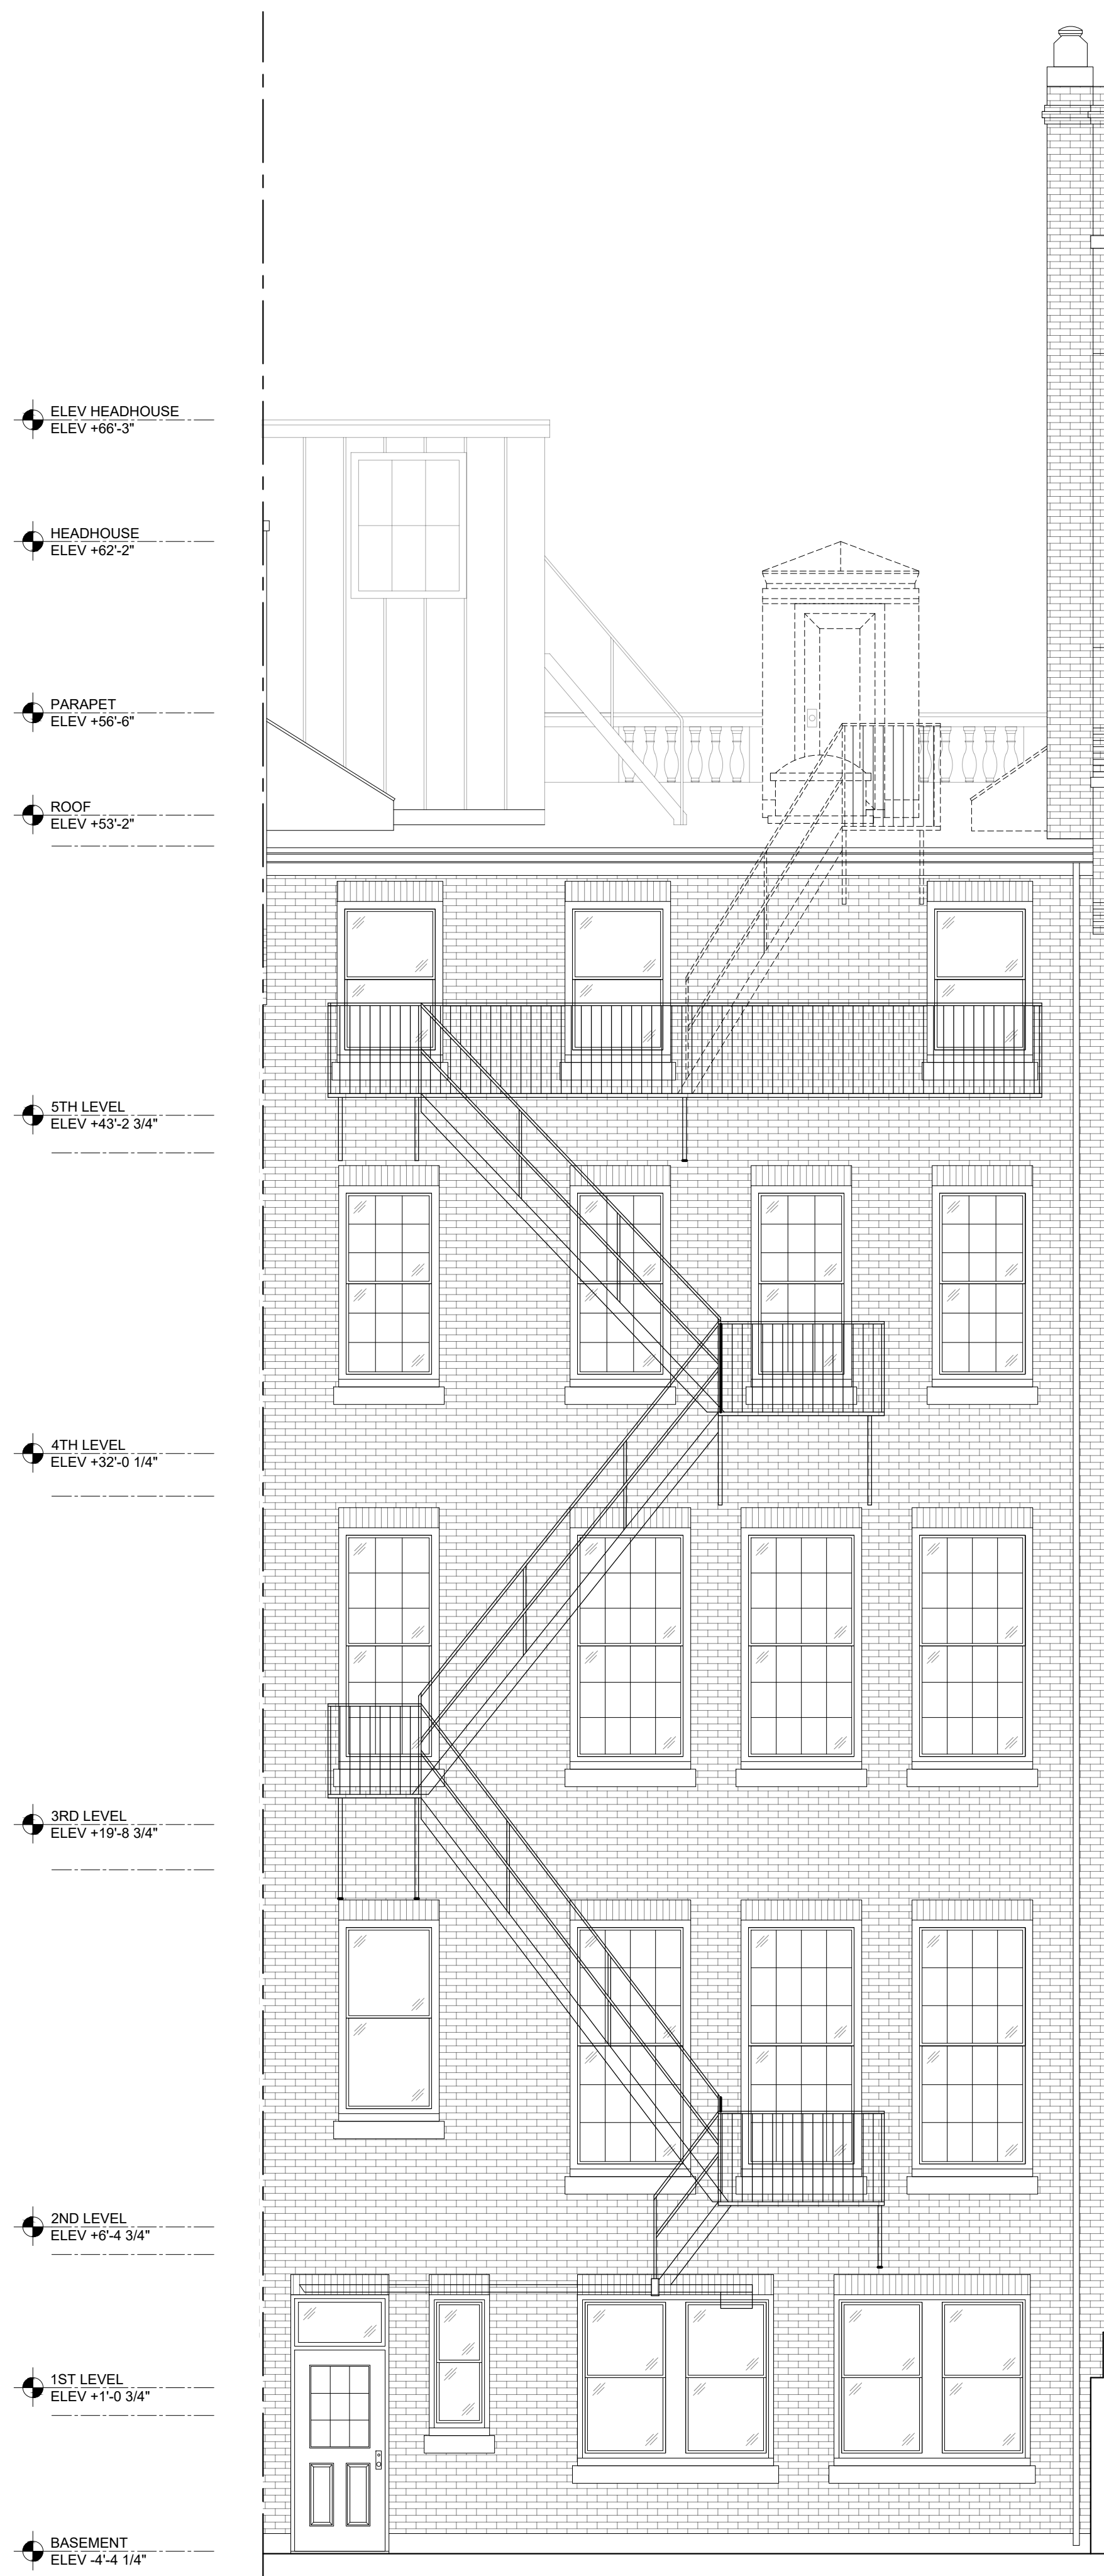 ELEV HEADHOUSE
ELEV +66'-3"
HEADHOUSE
ELEV +62'-2"
PARAPET
ELEV +56'-6"
ROOF
ELEV +53'-2"
5TH LEVEL
ELEV +43'-2 3/4"
4TH LEVEL
ELEV +32'-0 1/4"
3RD LEVEL
ELEV +19'-8 3/4"
2ND LEVEL
ELEV +6'-4 3/4"
1ST LEVEL
ELEV +1'-0 3/4"
BASEMENT
ELEV -4'-4 1/4"